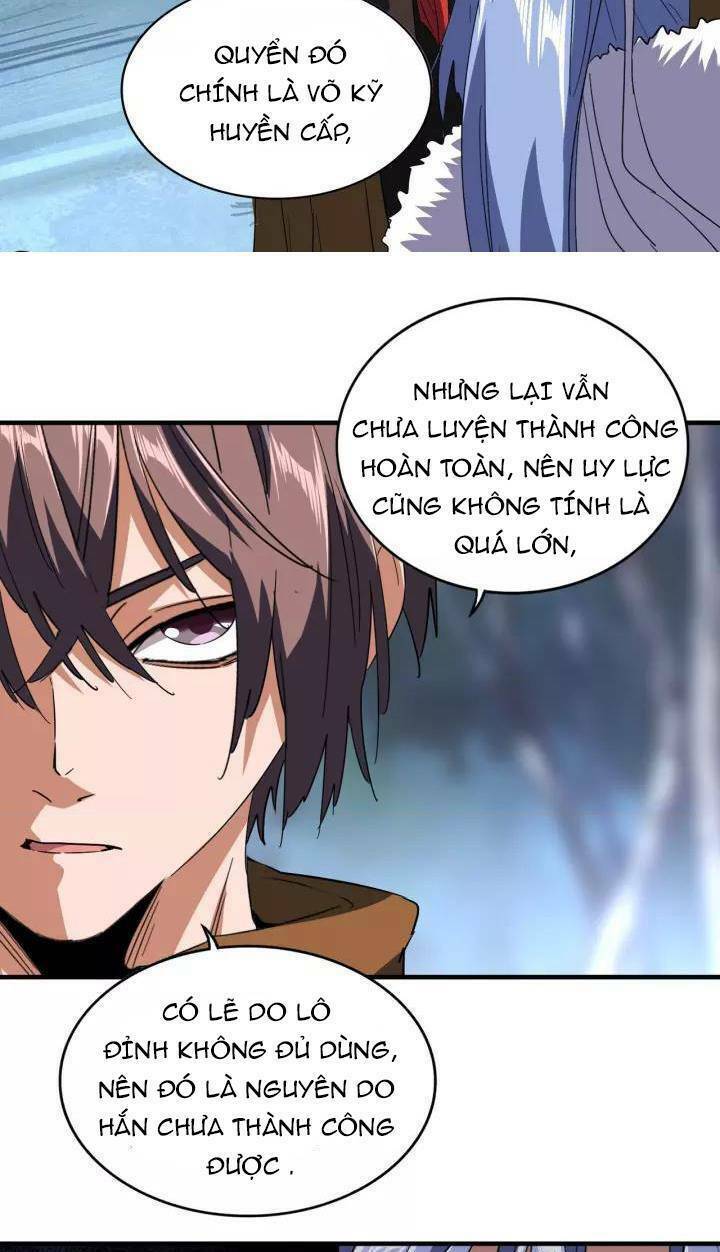 QUYỂN ĐÓ
CHÍNH LÀ VÕ KỸ
HUYỀN CẤP,
NHƯNG LẠI VẪN
CHƯA LUYỆN THÀNH CÔNG
HOÀN TOÀN, NÊN UY LỰC
CŨNG KHÔNG TÍNH LÀ
QUÁ LỚN,
CÓ LẼ DO LÔ
ĐỈNH KHÔNG ĐỦ DÙNG,
NÊN ĐÓ LÀ NGUYÊN DO
HẮN CHƯA THÀNH CÔNG
ĐƯỢC .